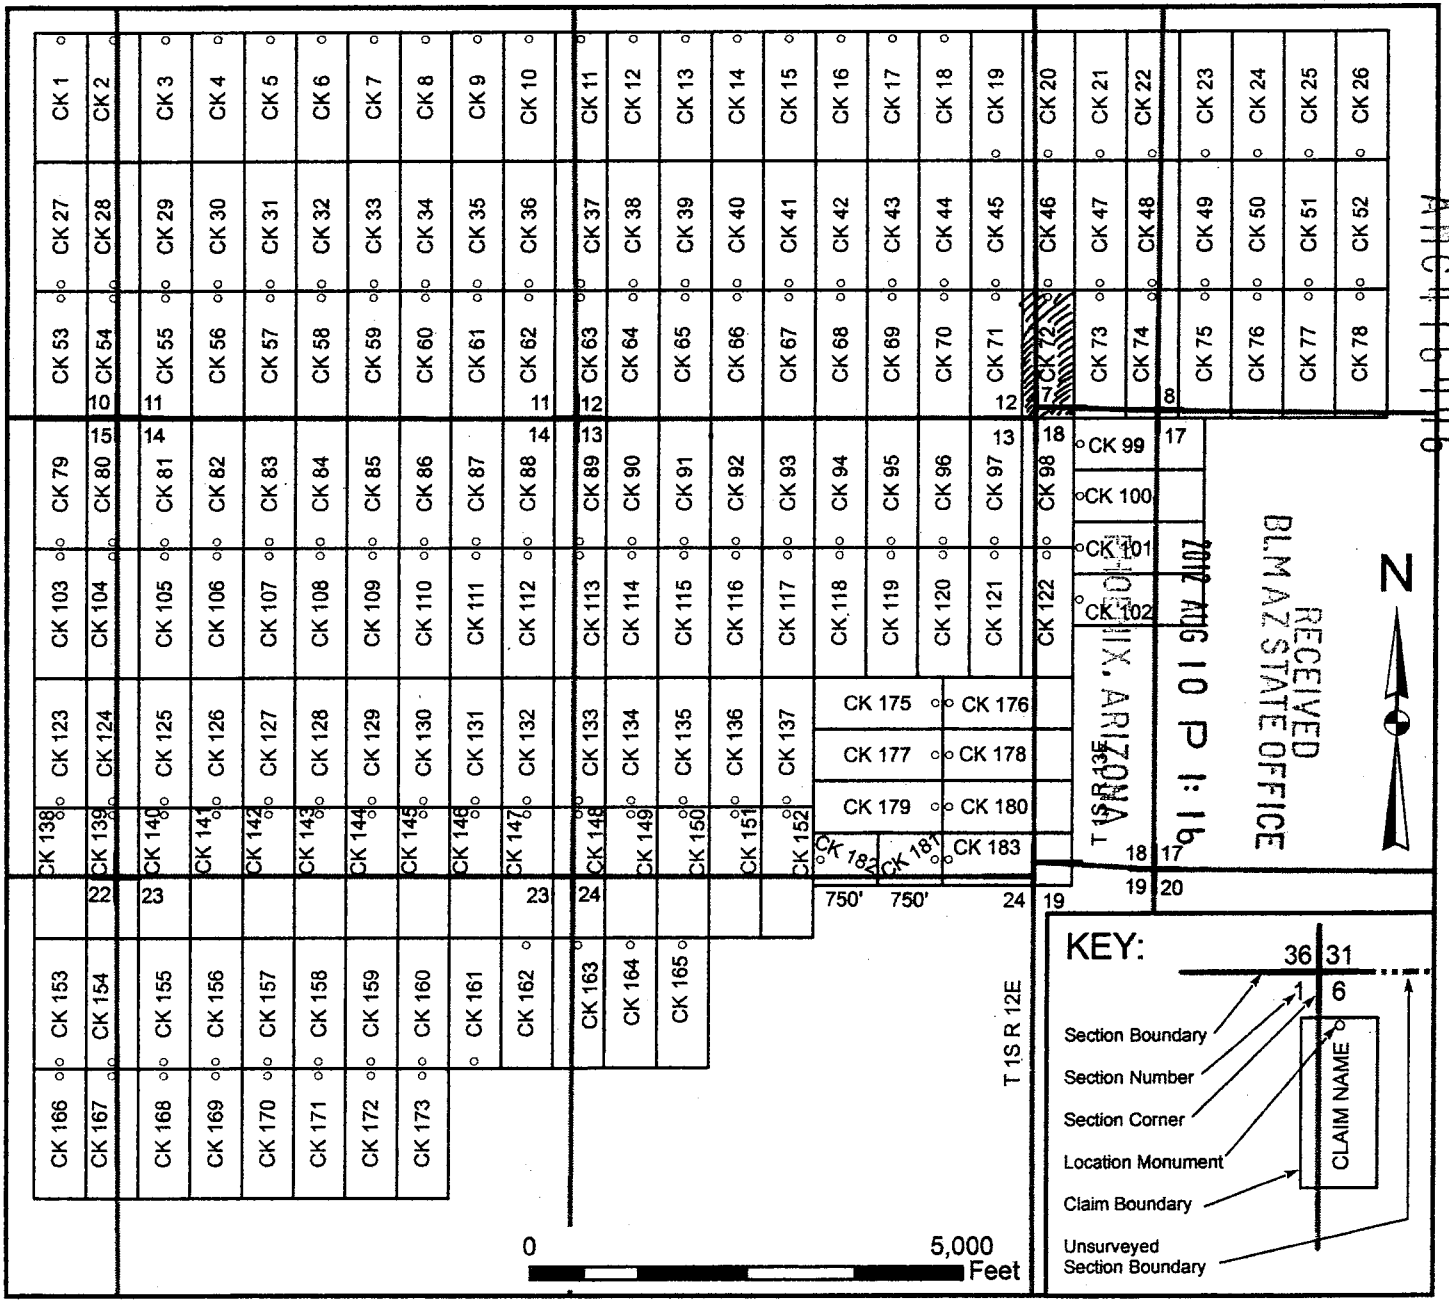 CK 1 CK 2 CK 3 CK 4 CK 5 CK 6 CK 7 CK 8 CK 9 CK 10 CK 11 CK 12 CK 13 CK 14 CK 15 CK 16 CK 17 CK 18 CK 19 CK 20 CK 21 CK 22 CK 23 CK 24 CK 25 CK 26
CK 27 CK 28 CK 29 CK 30 CK 31 CK 32 CK 33 CK 34 CK 35 CK 36 CK 37 CK 38 CK 39 CK 40 CK 41 CK 42 CK 43 CK 44 CK 45 CK 46 CK 47 CK 48 CK 49 CK 50 CK 51 CK 52
CK 53 CK 54 CK 55 CK 56 CK 57 CK 58 CK 59 CK 60 CK 61 CK 62 CK 63 CK 64 CK 65 CK 66 CK 67 CK 68 CK 69 CK 70 CK 71 CK 72 CK 73 CK 74 CK 75 CK 76 CK 77 CK 78
10 11 11 12 12 7 8
15 14 14 13 13 18 17
CK 79 CK 80 CK 81 CK 82 CK 83 CK 84 CK 85 CK 86 CK 87 CK 88 CK 89 CK 90 CK 91 CK 92 CK 93 CK 94 CK 95 CK 96 CK 97 CK 98
CK 99
CK 100
CK 101
CK 102
CK 103 CK 104 CK 105 CK 106 CK 107 CK 108 CK 109 CK 110 CK 111 CK 112 CK 113 CK 114 CK 115 CK 116 CK 117 CK 118 CK 119 CK 120 CK 121 CK 122
CK 123 CK 124 CK 125 CK 126 CK 127 CK 128 CK 129 CK 130 CK 131 CK 132 CK 133 CK 134 CK 135 CK 136 CK 137
CK 175 CK 176
CK 177 CK 178
CK 179 CK 180
CK 182 CK 181 CK 183
CK 138 CK 139 CK 140 CK 141 CK 142 CK 143 CK 144 CK 145 CK 146 CK 147 CK 148 CK 149 CK 150 CK 151 CK 152
18 17
22 23 23 24 750' 750' 24 19 19 20
CK 153 CK 154 CK 155 CK 156 CK 157 CK 158 CK 159 CK 160 CK 161 CK 162 CK 163 CK 164 CK 165
CK 166 CK 167 CK 168 CK 169 CK 170 CK 171 CK 172 CK 173
T 1S R 12E
T 1S R 13E
RECEIVED
BLM AZ STATE OFFICE
2012 AUG 10 P 1:16
PHOENIX, ARIZONA
N
KEY:
36 31
1 6
Section Boundary
Section Number
Section Corner
Location Monument
Claim Boundary
Unsurveyed
Section Boundary
CLAIM NAME
0 5,000
Feet